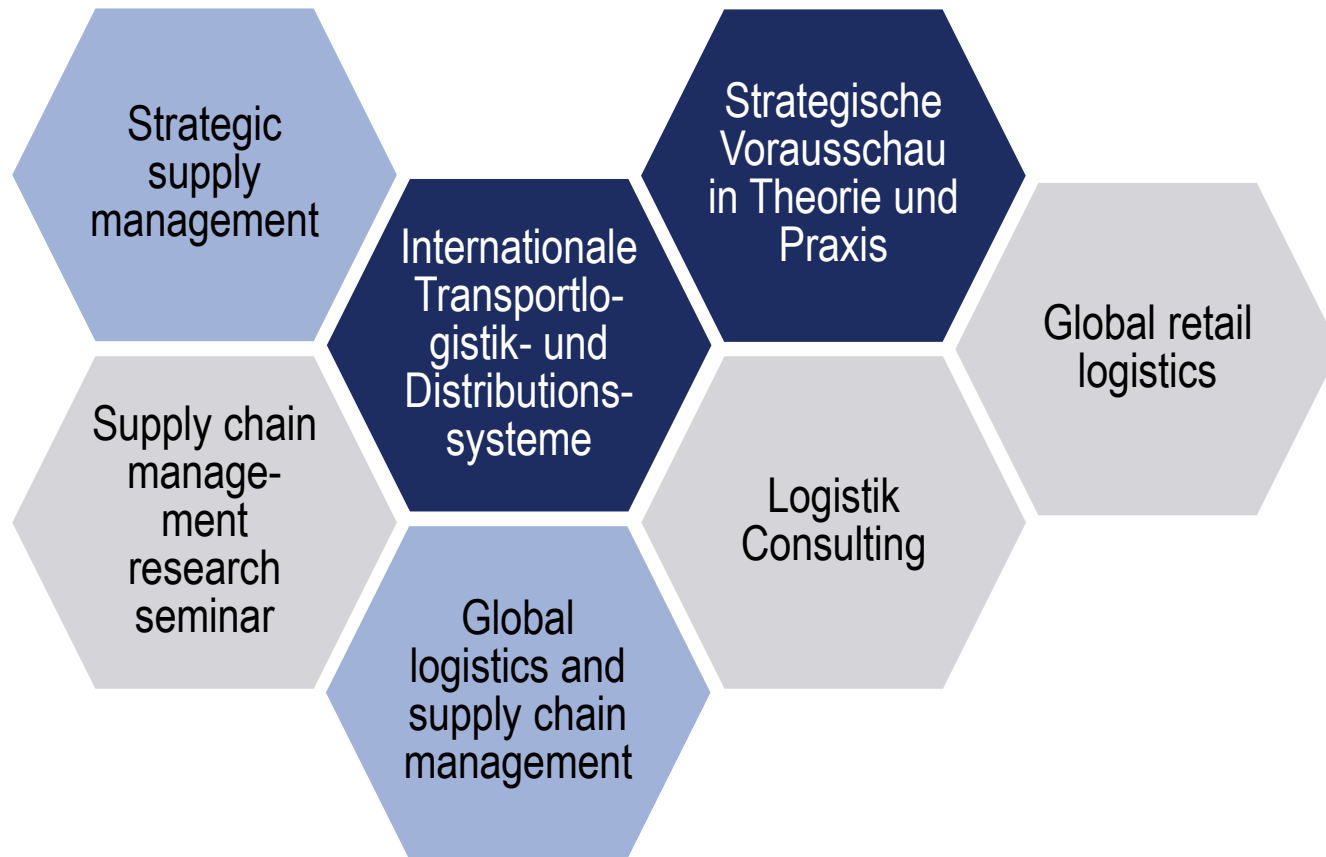 Strategic
supply
management
Internationale
Transportlo-
gistik- und
Distributions-
systeme
Strategische
Vorausschau
in Theorie und
Praxis
Global retail
logistics
Supply chain
manage-
ment
research
seminar
Global
logistics and
supply chain
management
Logistik
Consulting